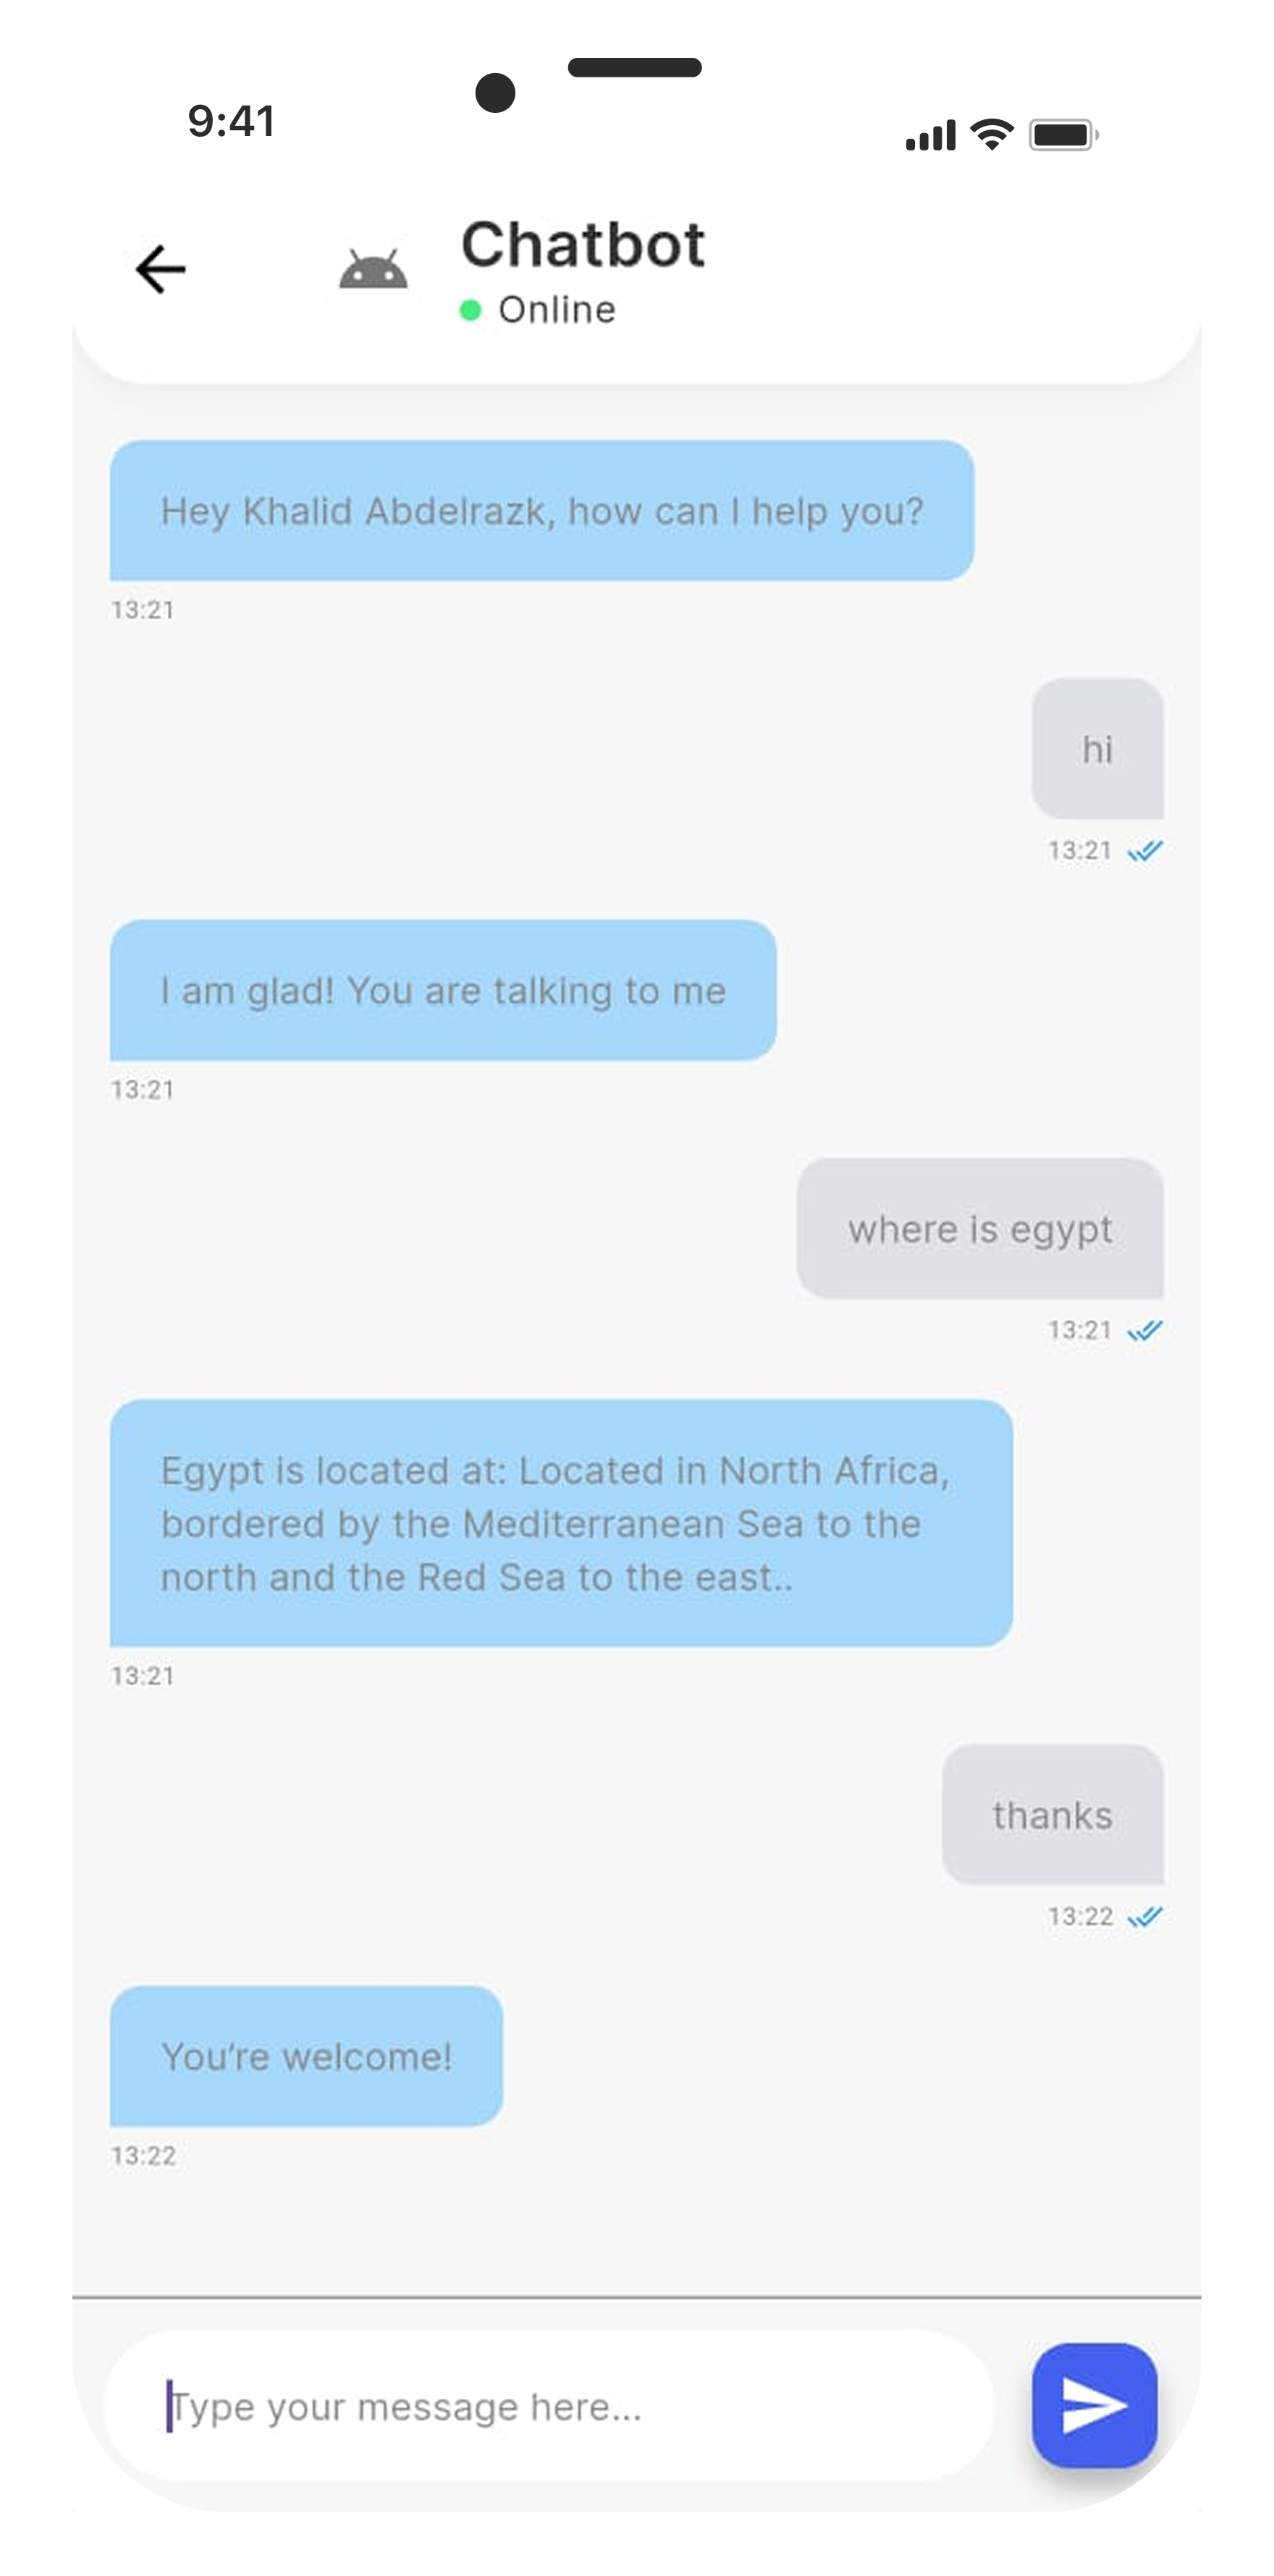 9:41
Chatbot
Online
Hey Khalid Abdelrazk, how can I help you?
13:21
hi
13:21
I am glad! You are talking to me
13:21
where is egypt
13:21
Egypt is located at: Located in North Africa,
bordered by the Mediterranean Sea to the
north and the Red Sea to the east..
13:21
thanks
13:22
You're welcome!
13:22
Type your message here...